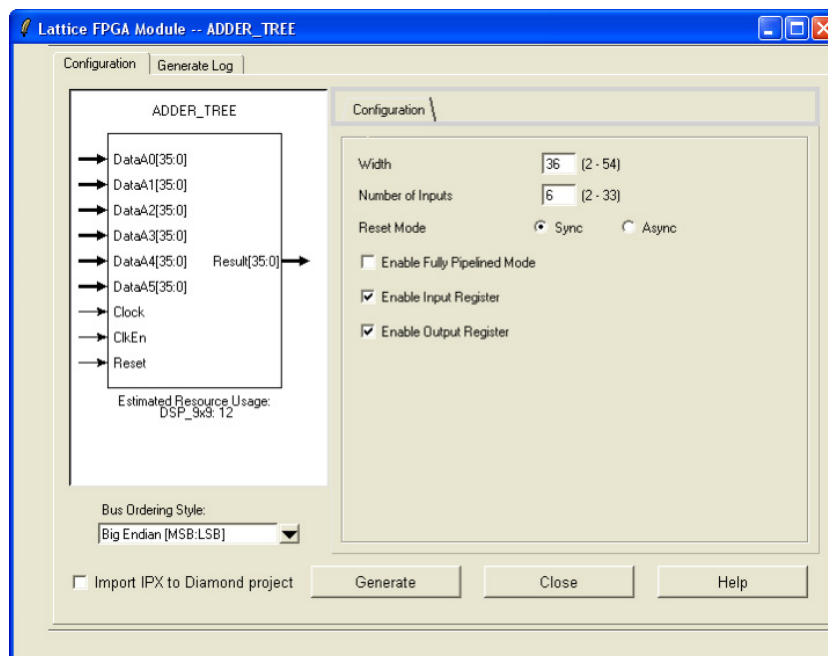 Lattice FPGA Module -- ADDER_TREE
Configuration
Generate Log
ADDER_TREE
DataA0[35:0]
DataA1[35:0]
DataA2[35:0]
DataA3[35:0]
DataA4[35:0] Result[35:0]
DataA5[35:0]
Clock
ClkEn
Reset
Estimated Resource Usage:
DSP_9x9: 12
Bus Ordering Style:
Big Endian [MSB:LSB]
Configuration
Width 36 (2 - 54)
Number of Inputs 6 (2 - 33)
Reset Mode Sync Async
Enable Fully Pipelined Mode
Enable Input Register
Enable Output Register
Import IPX to Diamond project
Generate
Close
Help